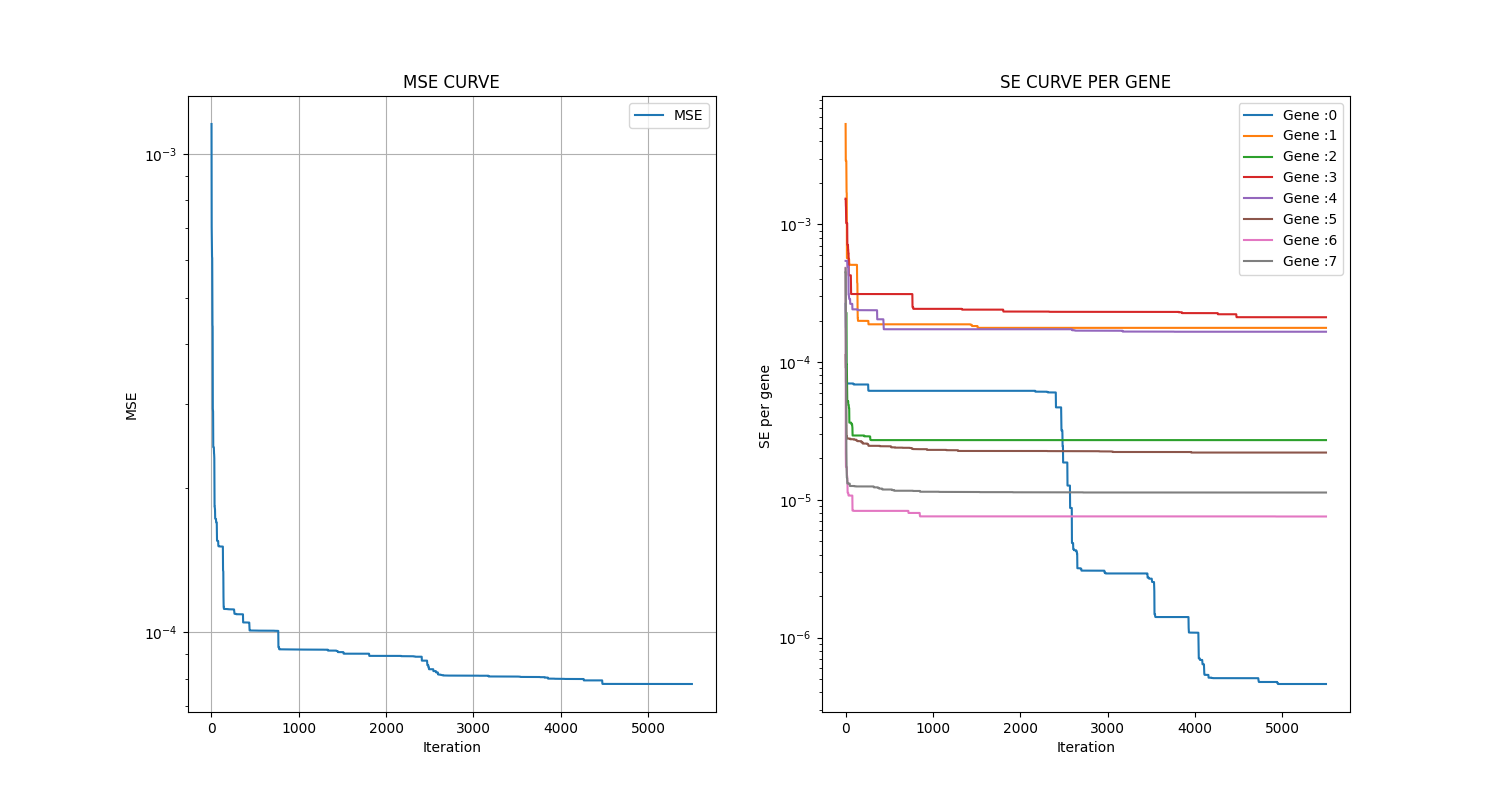 MSE CURVE
MSE
10⁻³
10⁻⁴
MSE
0 1000 2000 3000 4000 5000
Iteration
SE CURVE PER GENE
Gene :0
Gene :1
Gene :2
Gene :3
Gene :4
Gene :5
Gene :6
Gene :7
10⁻³
10⁻⁴
10⁻⁵
10⁻⁶
SE per gene
0 1000 2000 3000 4000 5000
Iteration